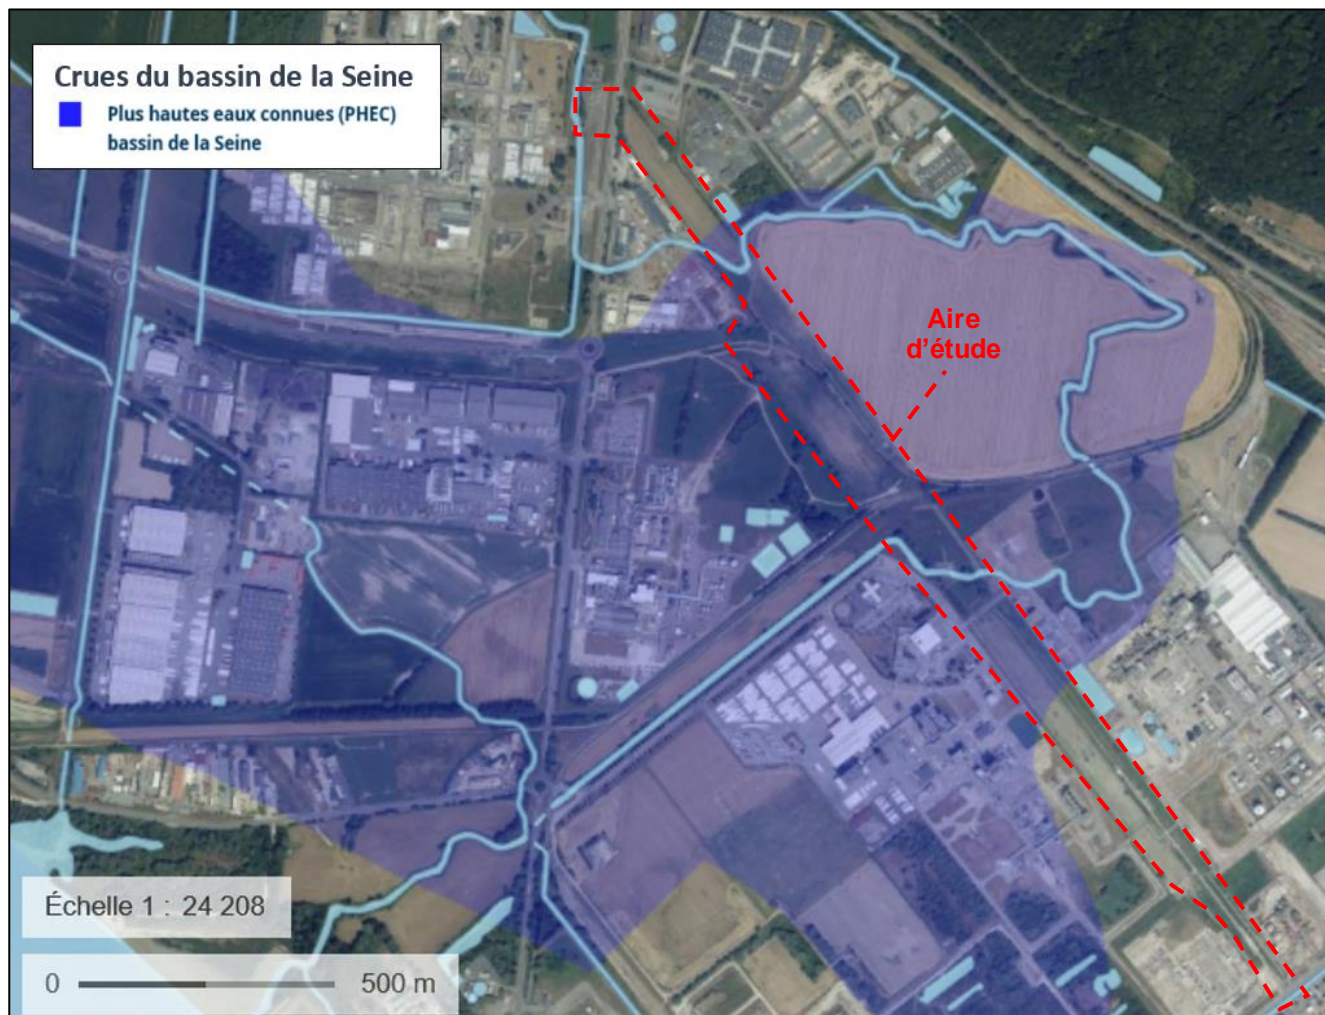 Crues du bassin de la Seine
Plus hautes eaux connues (PHEC)
bassin de la Seine
Aire
d'étude
Échelle 1 : 24 208
0 500 m